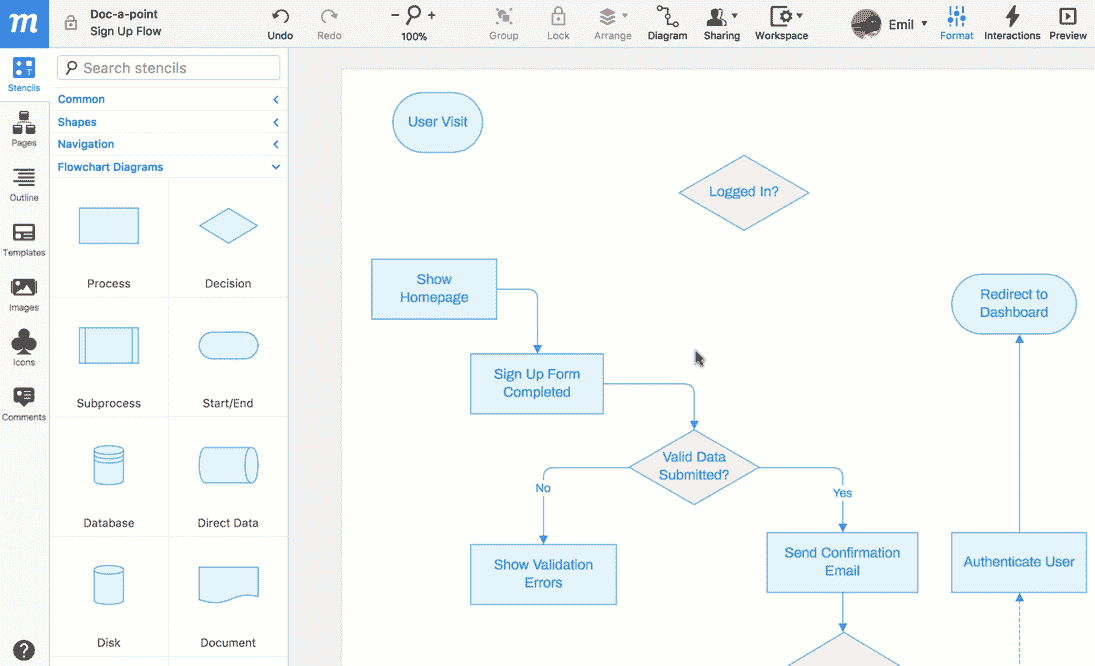 m
Doc-a-point
Sign Up Flow
Undo
Redo
100%
Group
Lock
Arrange
Diagram
Sharing
Workspace
Emil
Format
Interactions
Preview
Stencils
Pages
Outline
Templates
Images
Icons
Comments
Search stencils
Common
Shapes
Navigation
Flowchart Diagrams
Process
Decision
Subprocess
Start/End
Database
Direct Data
Disk
Document
User Visit
Logged In?
Show
Homepage
Redirect to
Dashboard
Sign Up Form
Completed
Valid Data
Submitted?
No
Yes
Show Validation
Errors
Send Confirmation
Email
Authenticate User